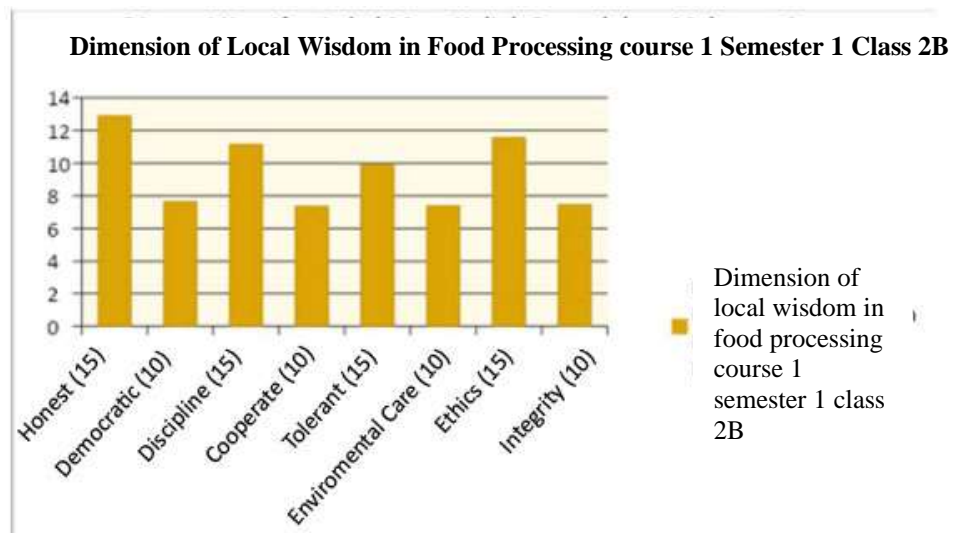 Dimension of Local Wisdom in Food Processing course 1 Semester 1 Class 2B
14
12
10
8
6
4
2
0
Honest (15)
Democratic (10)
Discipline (15)
Cooperate (10)
Tolerant (15)
Enviromental Care (10)
Ethics (15)
Integrity (10)
Dimension of
local wisdom in
food processing
course 1
semester 1 class
2B